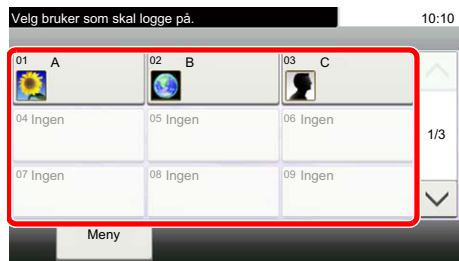 Velg bruker som skal logge på. 10:10
01 A 02 B 03 C
04 Ingen 05 Ingen 06 Ingen
1/3
07 Ingen 08 Ingen 09 Ingen
Meny